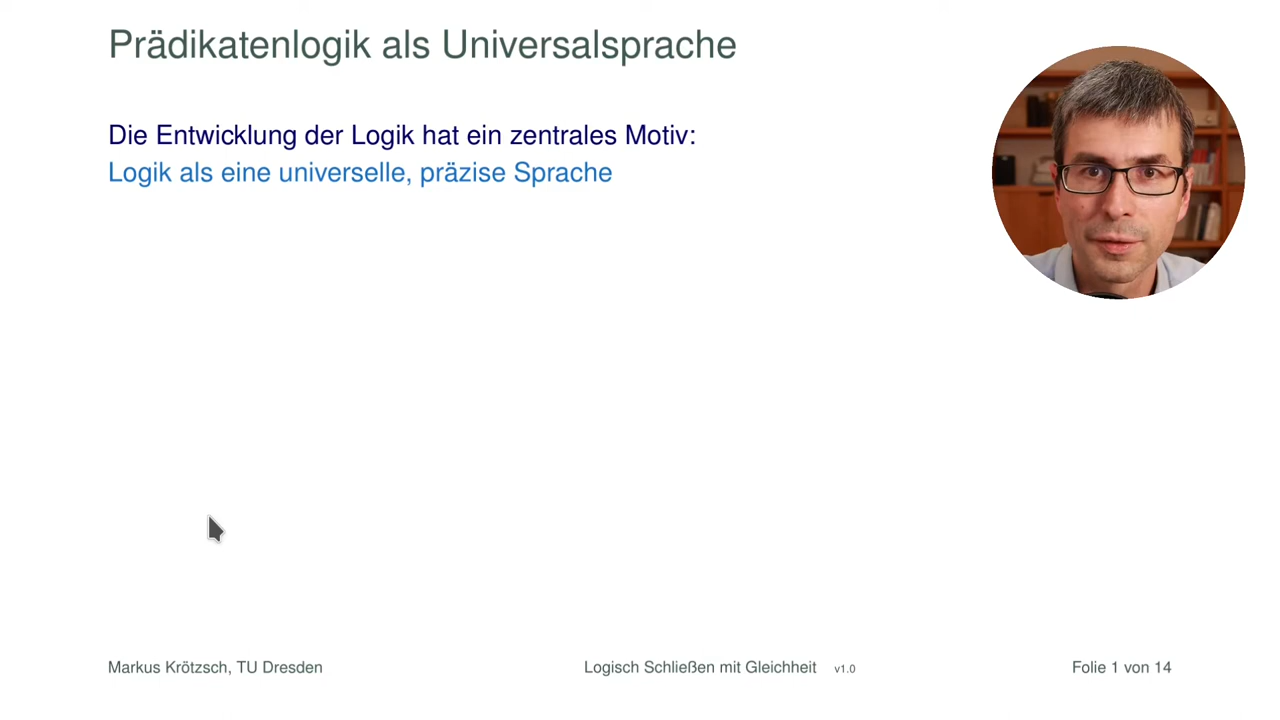 Prädikatenlogik als Universalsprache
Die Entwicklung der Logik hat ein zentrales Motiv:
Logik als eine universelle, präzise Sprache
Markus Krötzsch, TU Dresden
Logisch Schließen mit Gleichheit v1.0
Folie 1 von 14